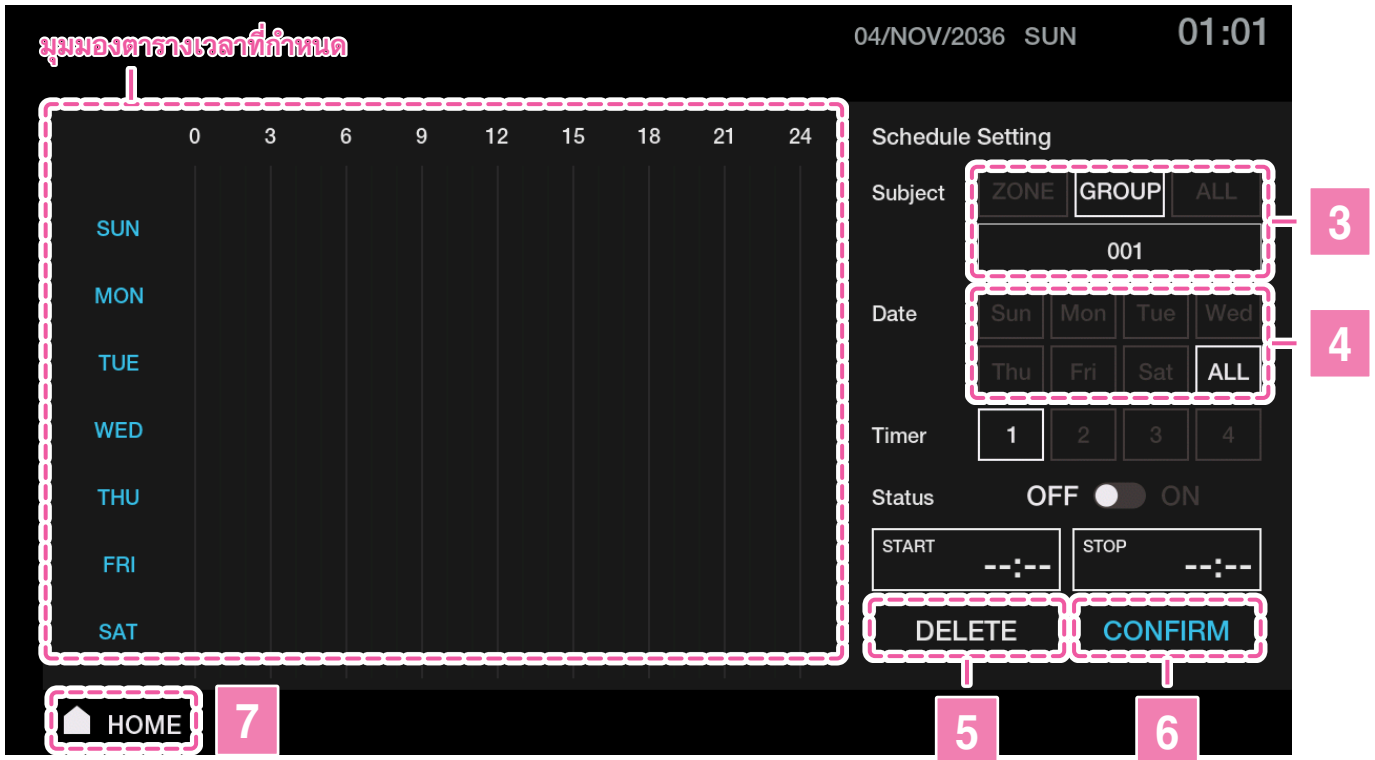 มุมมองตารางเวลาที่กำหนด
04/NOV/2036 SUN 01:01
0 3 6 9 12 15 18 21 24
SUN
MON
TUE
WED
THU
FRI
SAT
Schedule Setting
Subject ZONE GROUP ALL
001
3
Date Sun Mon Tue Wed
Thu Fri Sat ALL
4
Timer 1 2 3 4
Status OFF ON
START --:-- STOP --:--
DELETE CONFIRM
HOME 7
5 6